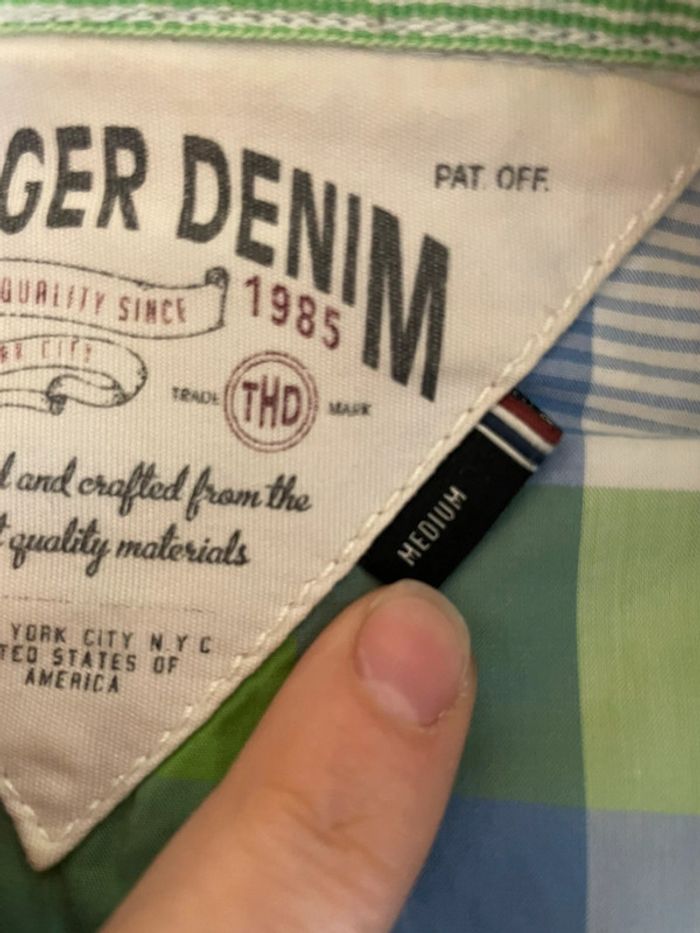 GER DENIM
PAT. OFF.
QUALITY SINCE 1985
CITY
TRADE THD MARK
and crafted from the
quality materials
YORK CITY N.Y C
TED STATES OF
AMERICA
MEDIUM